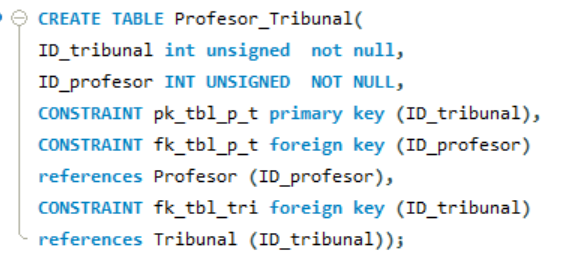 CREATE TABLE Profesor_Tribunal(
ID_tribunal int unsigned  not null,
ID_profesor INT UNSIGNED  NOT NULL,
CONSTRAINT pk_tbl_p_t primary key (ID_tribunal),
CONSTRAINT fk_tbl_p_t foreign key (ID_profesor)
references Profesor (ID_profesor),
CONSTRAINT fk_tbl_tri foreign key (ID_tribunal)
references Tribunal (ID_tribunal));